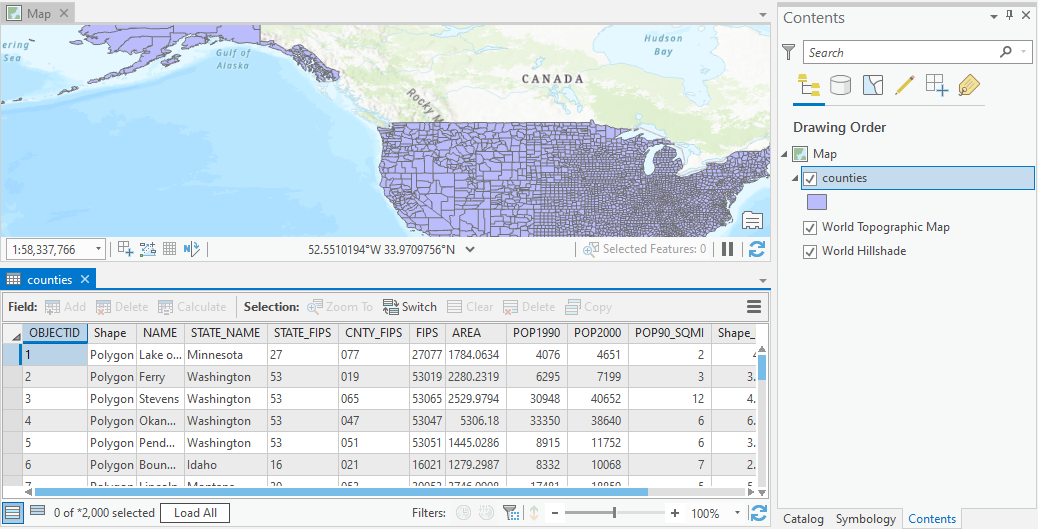 Map
Contents
Search
Drawing Order
Map
counties
World Topographic Map
World Hillshade
ering
Sea
Gulf of
Alaska
Hudson
Bay
CANADA
Rocky M
1:58,337,766
52.5510194°W 33.9709756°N
Selected Features: 0
counties
Field: Add Delete Calculate Selection: Zoom To Switch Clear Delete Copy
OBJECTID Shape NAME STATE_NAME STATE_FIPS CNTY_FIPS FIPS AREA POP1990 POP2000 POP90_SQMI Shape_
1 Polygon Lake o... Minnesota 27 077 27077 1784.0634 4076 4651 2 4
2 Polygon Ferry Washington 53 019 53019 2280.2319 6295 7199 3 3.
3 Polygon Stevens Washington 53 065 53065 2529.9794 30948 40652 12 4.
4 Polygon Okan... Washington 53 047 53047 5306.18 33350 38640 6 6.
5 Polygon Pend... Washington 53 051 53051 1445.0286 8915 11752 6 3.
6 Polygon Boun... Idaho 16 021 16021 1279.2987 8332 10068 7 2.
7 Polygon Lincoln Montana 30 053 30053 3746.0908 17481 18850 5 5
0 of *2,000 selected Load All Filters: - + 100%
Catalog Symbology Contents